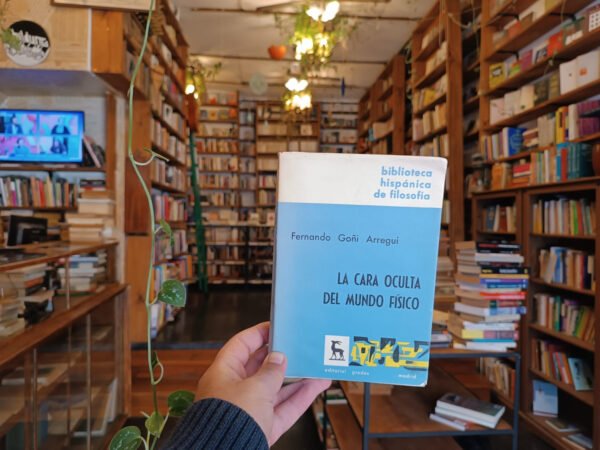 biblioteca
hispánica
de filosofía
Fernando Goñi Arregui
LA CARA OCULTA
DEL MUNDO FÍSICO
editorial gredos madrid